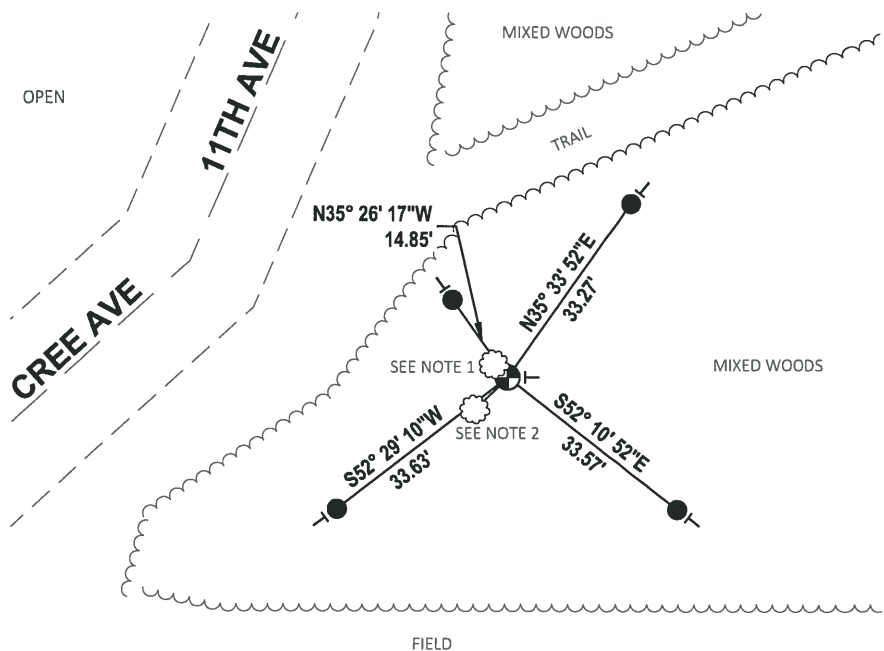 MIXED WOODS
OPEN
11TH AVE
TRAIL
N35° 26' 17"W
14.85'
N35° 33' 52"E
33.27'
CREE AVE
SEE NOTE 1
MIXED WOODS
S52° 29' 10"W
33.63'
SEE NOTE 2
S52° 10' 52"E
33.57'
FIELD